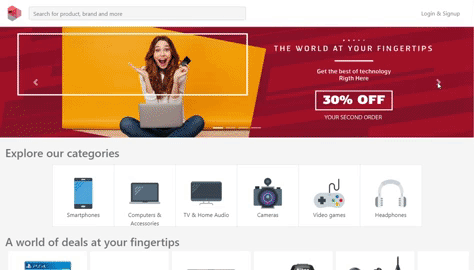 Search for product, brand and more
Login & Signup
THE WORLD AT YOUR FINGERTIPS
Get the best of technology
Rigth Here
30% OFF
YOUR SECOND ORDER
Explore our categories
Smartphones
Computers &
Accessories
TV & Home Audio
Cameras
Video games
Headphones
A world of deals at your fingertips